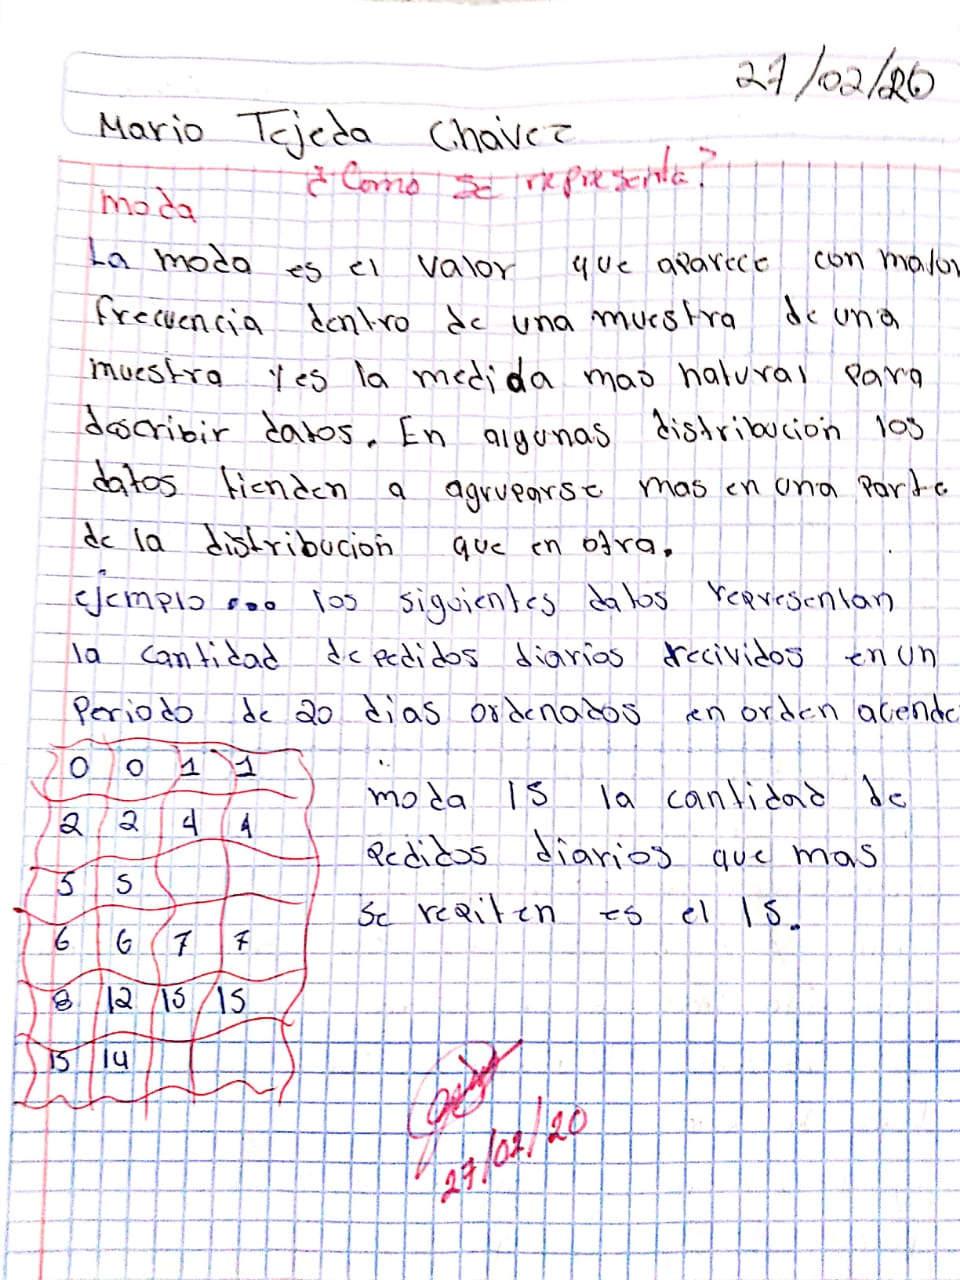 27/02/20
Mario Tejeda Chavez
¿Como se representa?
moda
La moda es el valor que aparece con mayor
frecuencia dentro de una muestra de una
muestra y es la medida mas natural para
describir datos. En algunas distribucion los
datos tienden a agruparse mas en una parte
de la distribucion que en otra.
ejemplo... los siguientes datos representan
la cantidad de pedidos diarios recividos en un
Periodo de 20 dias ordenados en orden acende
0 0 1 1
2 2 4 4
5 5
6 6 7 7
8 12 15 15
15 14
moda 15 la cantidad de
pedidos diarios que mas
se repiten es el 15.
27/02/20